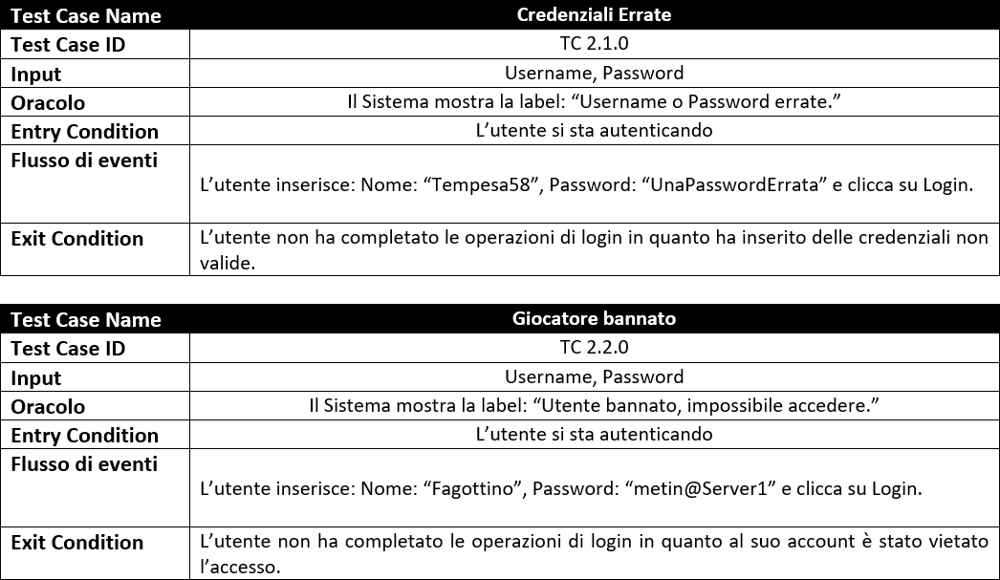 Test Case Name Credenziali Errate
Test Case ID TC 2.1.0
Input Username, Password
Oracolo Il Sistema mostra la label: “Username o Password errate.”
Entry Condition L’utente si sta autenticando
Flusso di eventi
L’utente inserisce: Nome: “Tempesa58”, Password: “UnaPasswordErrata” e clicca su Login.
Exit Condition L’utente non ha completato le operazioni di login in quanto ha inserito delle credenziali non
valide.
Test Case Name Giocatore bannato
Test Case ID TC 2.2.0
Input Username, Password
Oracolo Il Sistema mostra la label: “Utente bannato, impossibile accedere.”
Entry Condition L’utente si sta autenticando
Flusso di eventi
L’utente inserisce: Nome: “Fagottino”, Password: “metin@Server1” e clicca su Login.
Exit Condition L’utente non ha completato le operazioni di login in quanto al suo account è stato vietato
l’accesso.